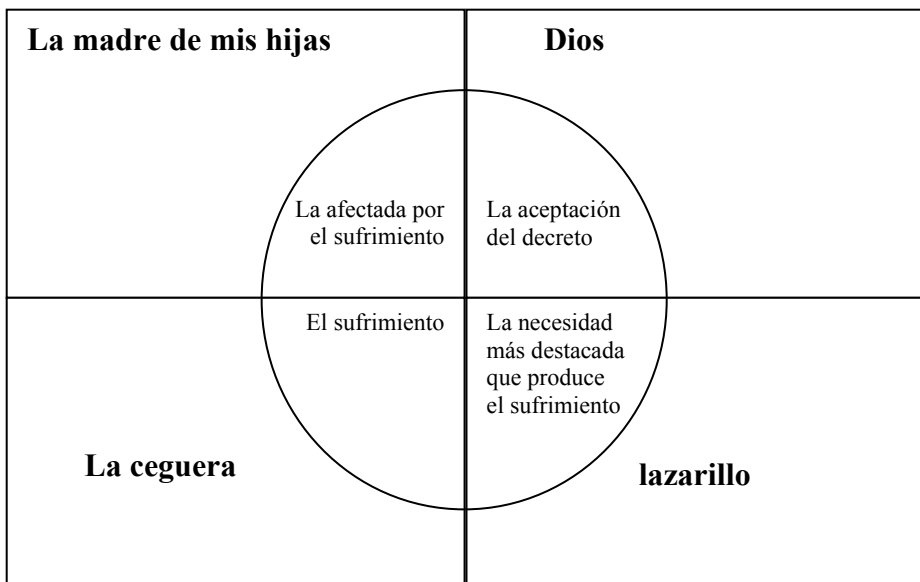 La madre de mis hijas
Dios
La afectada por
el sufrimiento
La aceptación
del decreto
El sufrimiento
La necesidad
más destacada
que produce
el sufrimiento
La ceguera
lazarillo